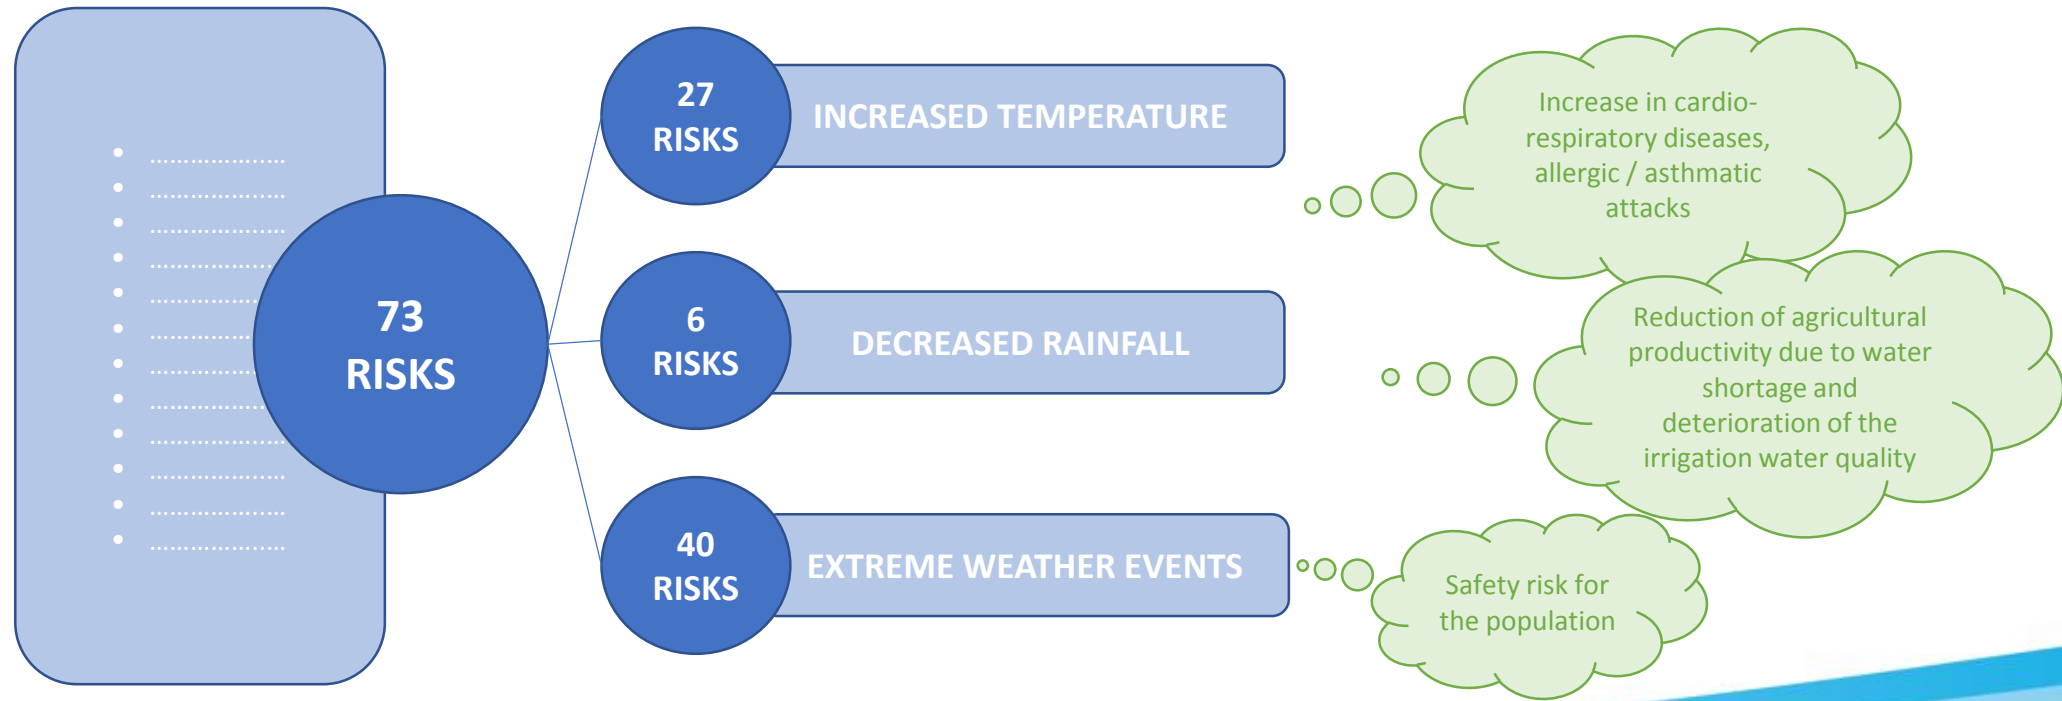 73
RISKS
27
RISKS
INCREASED TEMPERATURE
Increase in cardio-
respiratory diseases,
allergic / asthmatic
attacks
6
RISKS
DECREASED RAINFALL
Reduction of agricultural
productivity due to water
shortage and
deterioration of the
irrigation water quality
40
RISKS
EXTREME WEATHER EVENTS
Safety risk for
the population